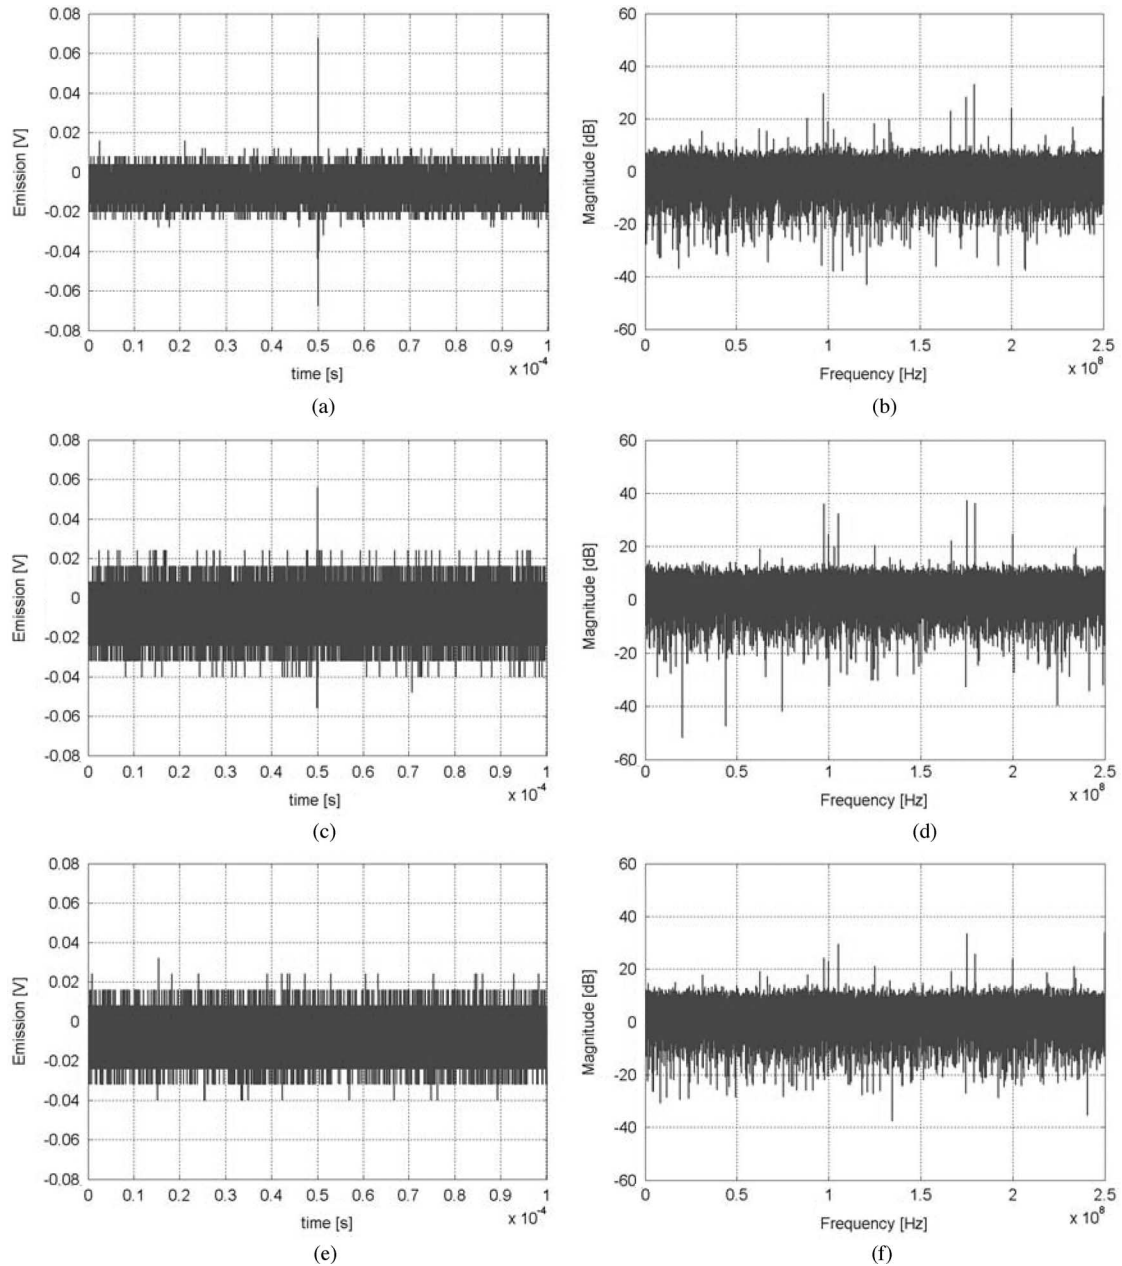 0.08
0.06
0.04
0.02
0
-0.02
-0.04
-0.06
-0.08
Emission [V]
0 0.1 0.2 0.3 0.4 0.5 0.6 0.7 0.8 0.9 1
x 10-4
time [s]
(a)
60
40
20
0
-20
-40
-60
Magnitude [dB]
0 0.5 1 1.5 2 2.5
x 108
Frequency [Hz]
(b)
0.08
0.06
0.04
0.02
0
-0.02
-0.04
-0.06
-0.08
Emission [V]
0 0.1 0.2 0.3 0.4 0.5 0.6 0.7 0.8 0.9 1
x 10-4
time [s]
(c)
60
40
20
0
-20
-40
-60
Magnitude [dB]
0 0.5 1 1.5 2 2.5
x 108
Frequency [Hz]
(d)
0.08
0.06
0.04
0.02
0
-0.02
-0.04
-0.06
-0.08
Emission [V]
0 0.1 0.2 0.3 0.4 0.5 0.6 0.7 0.8 0.9 1
x 10-4
time [s]
(e)
60
40
20
0
-20
-40
-60
Magnitude [dB]
0 0.5 1 1.5 2 2.5
x 108
Frequency [Hz]
(f)